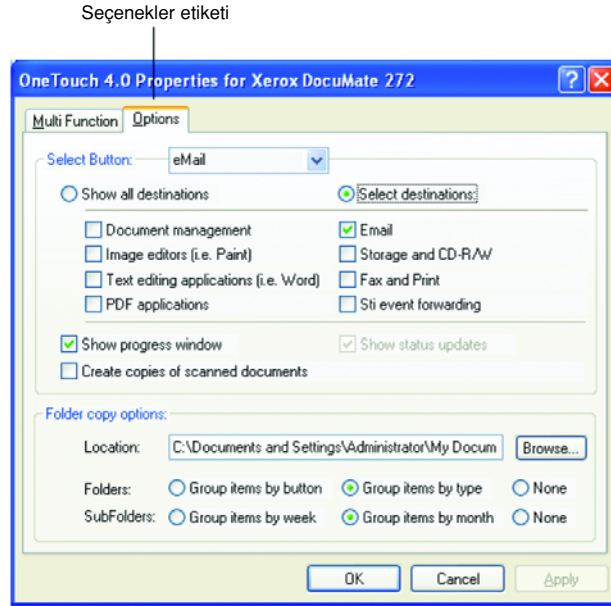 Seçenekler etiketi
OneTouch 4.0 Properties for Xerox DocuMate 272
Multi Function Options
Select Button: eMail
Show all destinations Select destinations:
Document management Email
Image editors (i.e. Paint) Storage and CD-R/W
Text editing applications (i.e. Word) Fax and Print
PDF applications Sti event forwarding
Show progress window Show status updates
Create copies of scanned documents
Folder copy options:
Location: C:\Documents and Settings\Administrator\My Docum Browse...
Folders: Group items by button Group items by type None
SubFolders: Group items by week Group items by month None
OK Cancel Apply